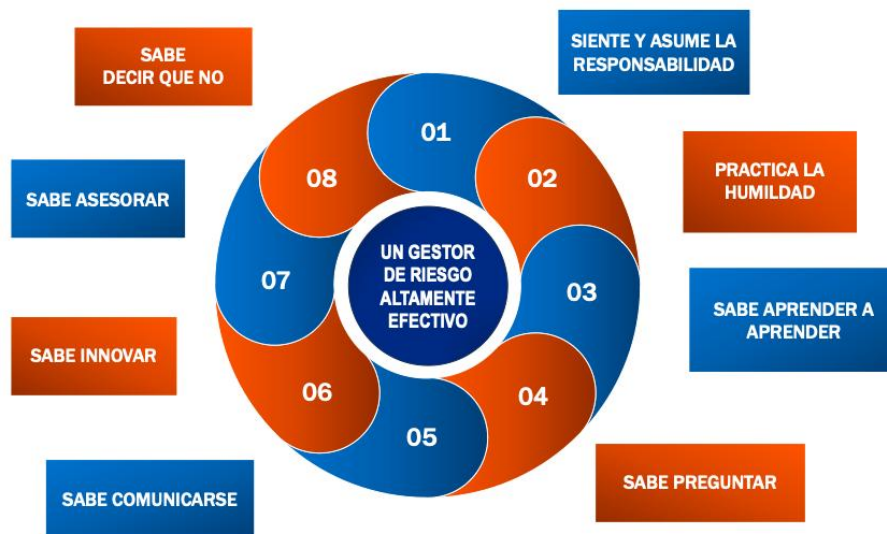 SABE
DECIR QUE NO
SIENTE Y ASUME LA
RESPONSABILIDAD
01
08
02
PRACTICA LA
HUMILDAD
SABE ASESORAR
UN GESTOR
DE RIESGO
ALTAMENTE
EFECTIVO
07
03
SABE APRENDER A
APRENDER
SABE INNOVAR
06
04
05
SABE COMUNICARSE
SABE PREGUNTAR